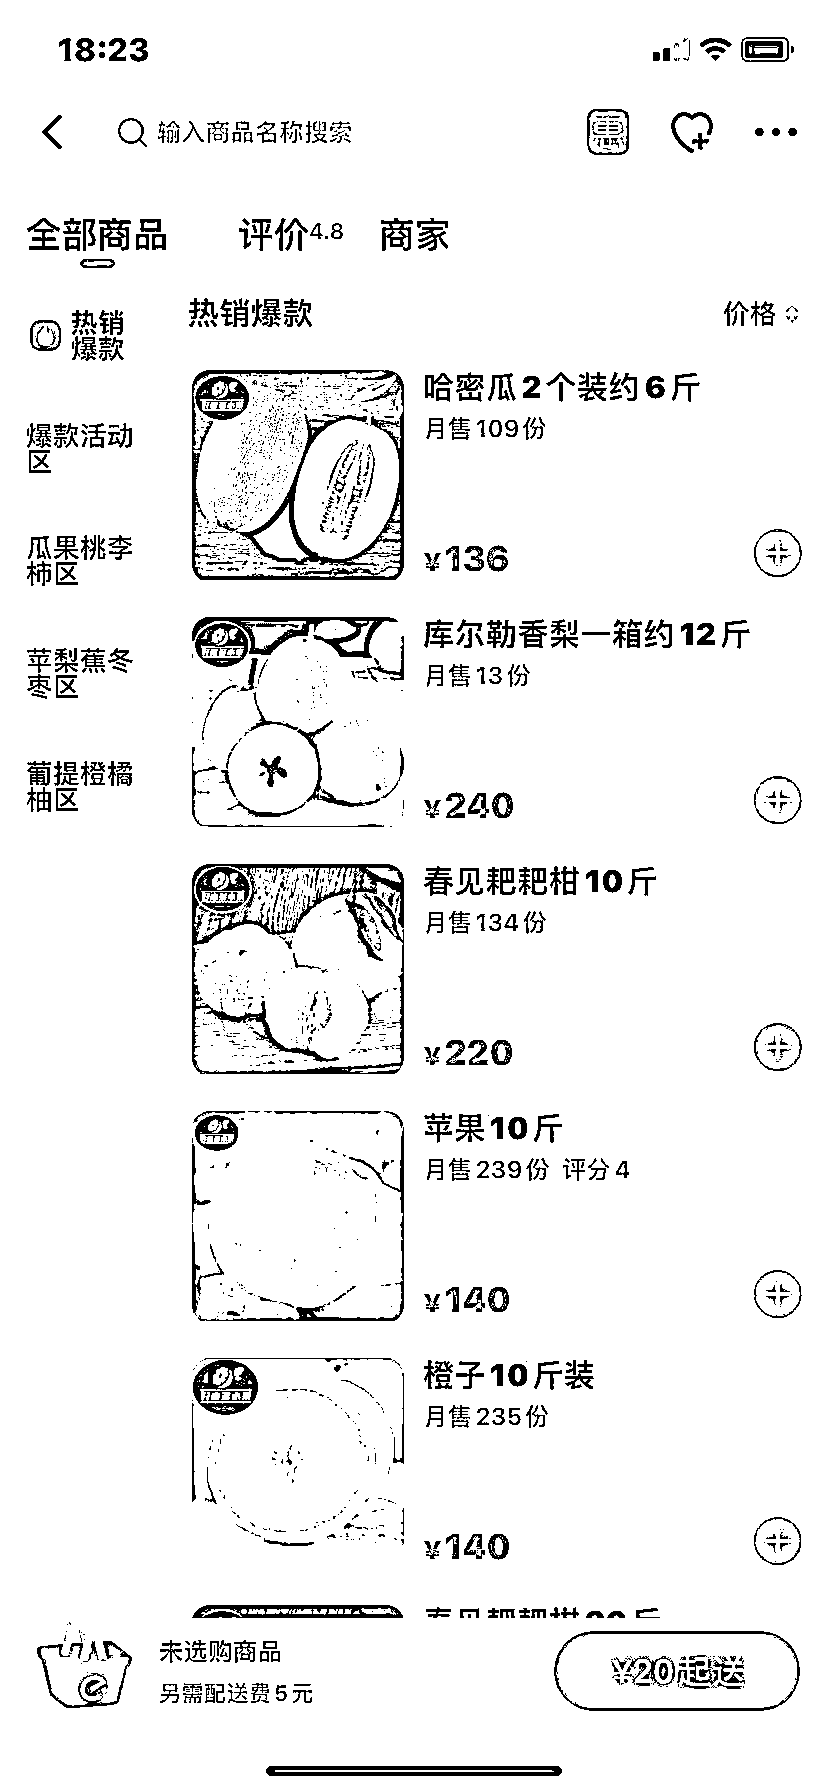 18:23
输入商品名称搜索
全部商品 评价4.8 商家
热销爆款
热销爆款 价格
爆款活动区
瓜果桃李柿区
苹梨蕉冬枣区
葡提橙橘柚区
哈密瓜2个装约6斤
月售109份
¥136
库尔勒香梨一箱约12斤
月售13份
¥240
春见耙耙柑10斤
月售134份
¥220
苹果10斤
月售239份 评分4
¥140
橙子10斤装
月售235份
¥140
未选购商品
另需配送费5元
¥20起送